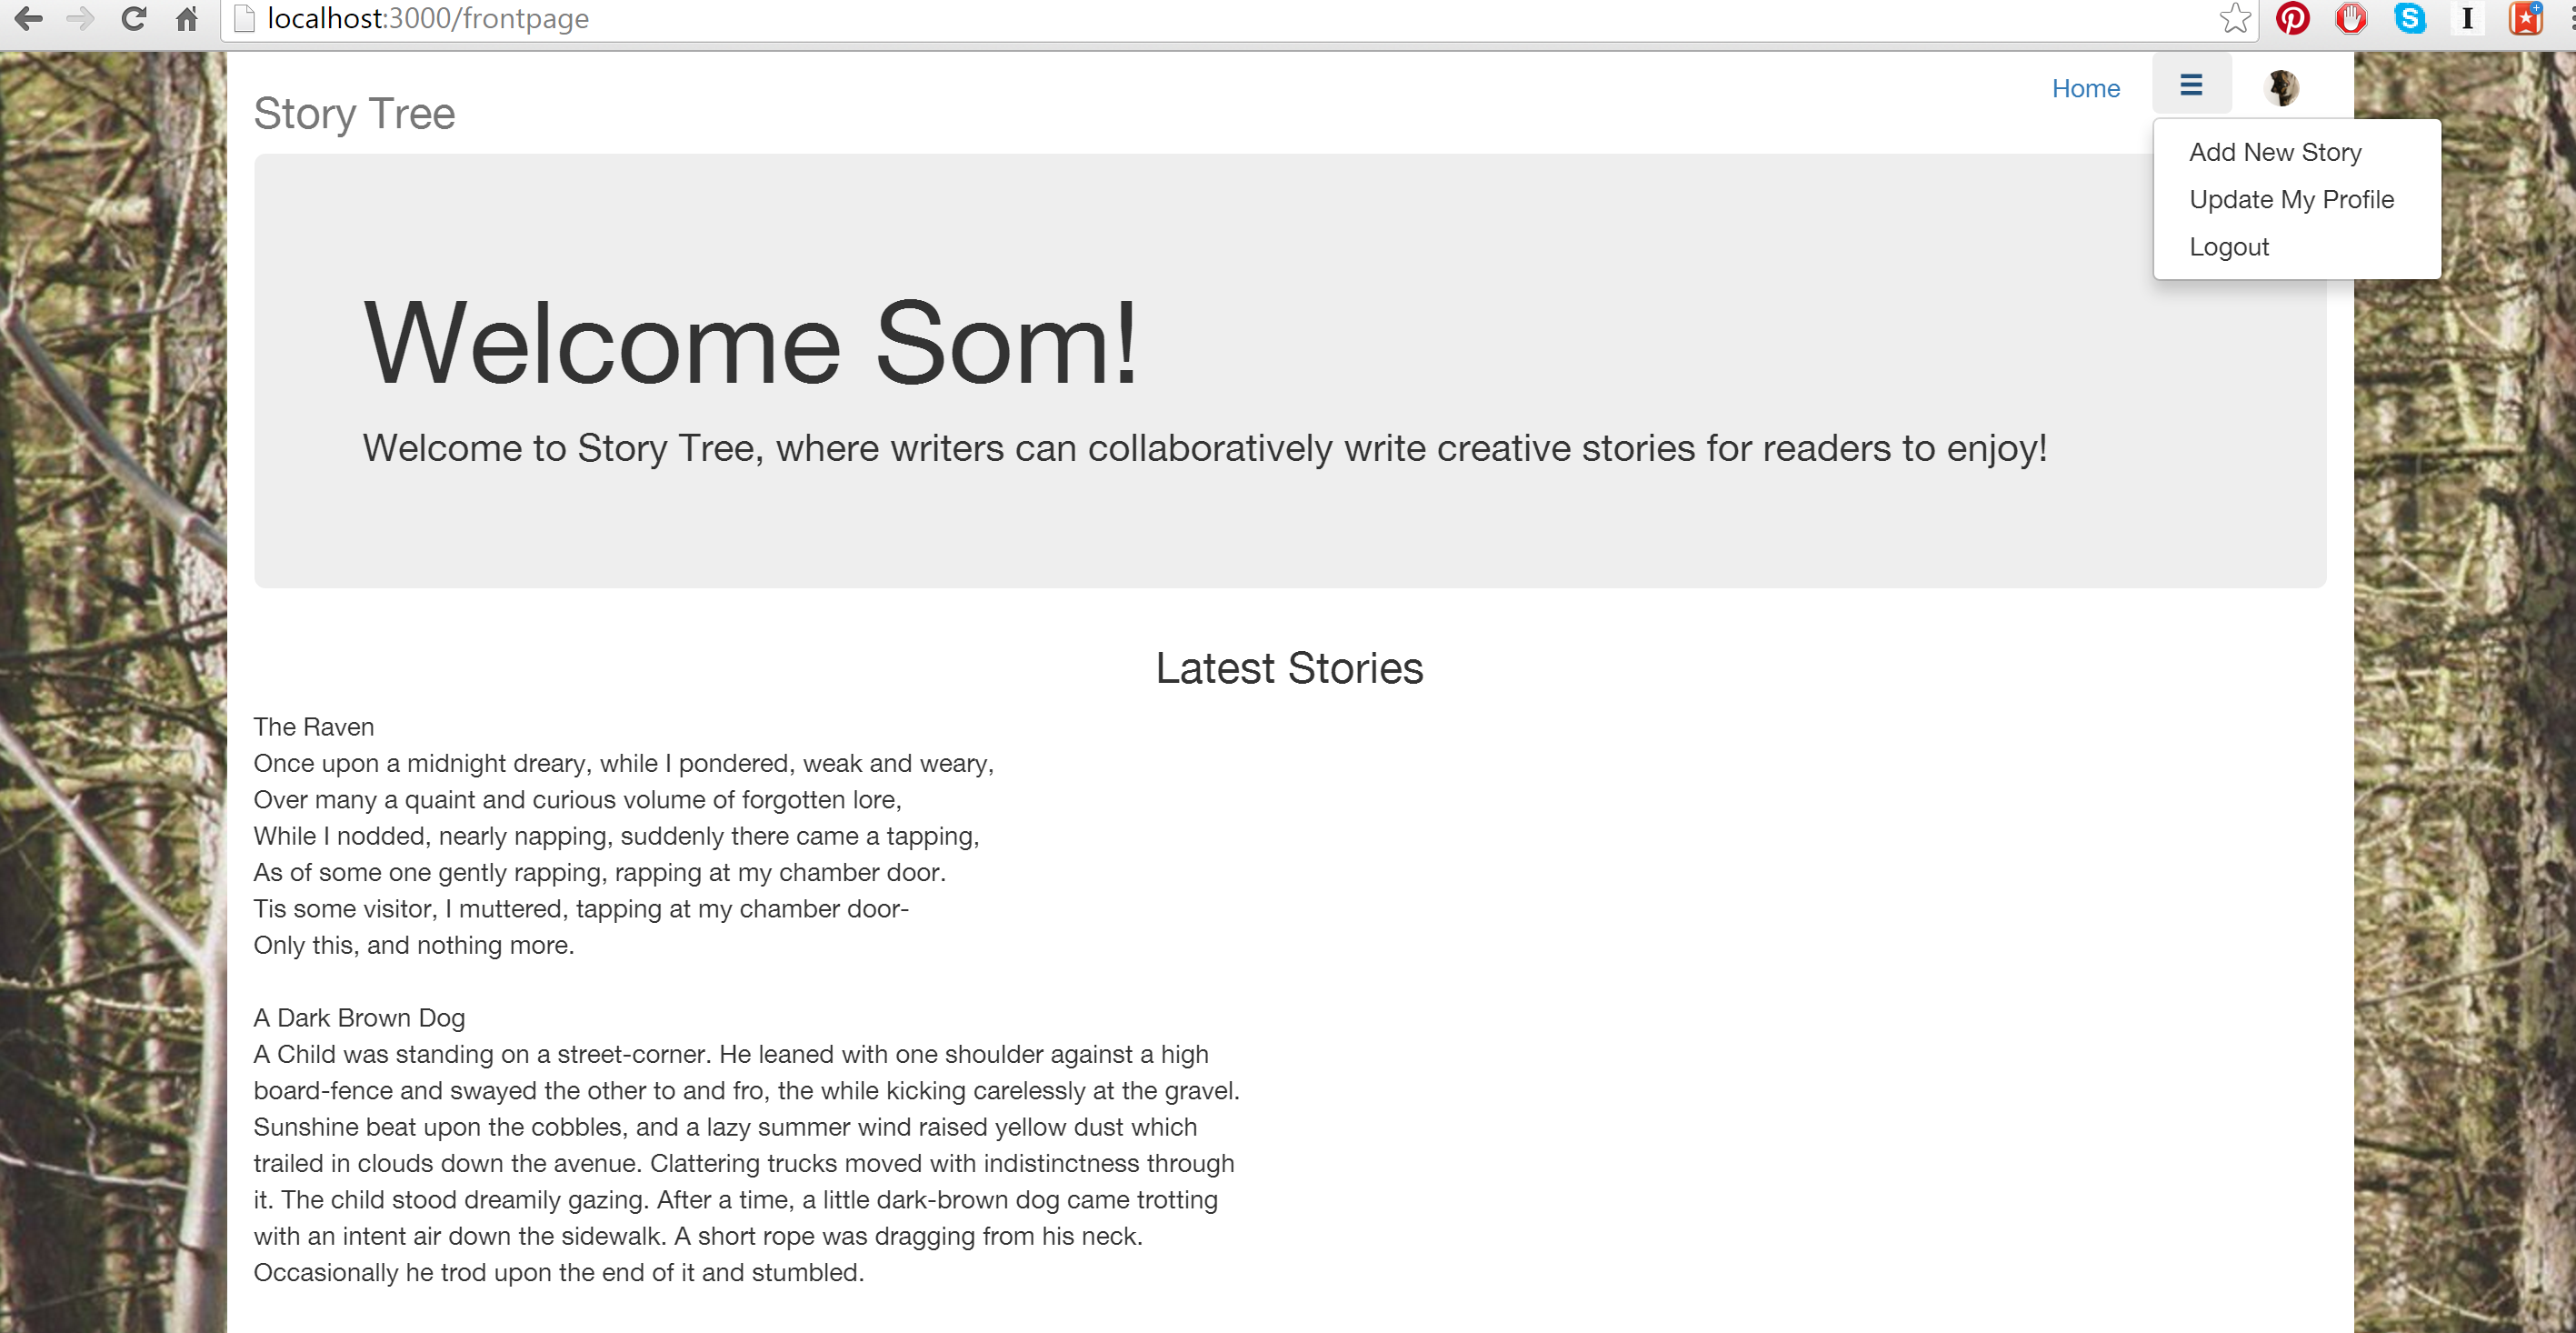 localhost:3000/frontpage
Home
Story Tree
Add New Story
Update My Profile
Logout
Welcome Som!
Welcome to Story Tree, where writers can collaboratively write creative stories for readers to enjoy!
Latest Stories
The Raven
Once upon a midnight dreary, while I pondered, weak and weary,
Over many a quaint and curious volume of forgotten lore,
While I nodded, nearly napping, suddenly there came a tapping,
As of some one gently rapping, rapping at my chamber door.
Tis some visitor, I muttered, tapping at my chamber door-
Only this, and nothing more.
A Dark Brown Dog
A Child was standing on a street-corner. He leaned with one shoulder against a high
board-fence and swayed the other to and fro, the while kicking carelessly at the gravel.
Sunshine beat upon the cobbles, and a lazy summer wind raised yellow dust which
trailed in clouds down the avenue. Clattering trucks moved with indistinctness through
it. The child stood dreamily gazing. After a time, a little dark-brown dog came trotting
with an intent air down the sidewalk. A short rope was dragging from his neck.
Occasionally he trod upon the end of it and stumbled.